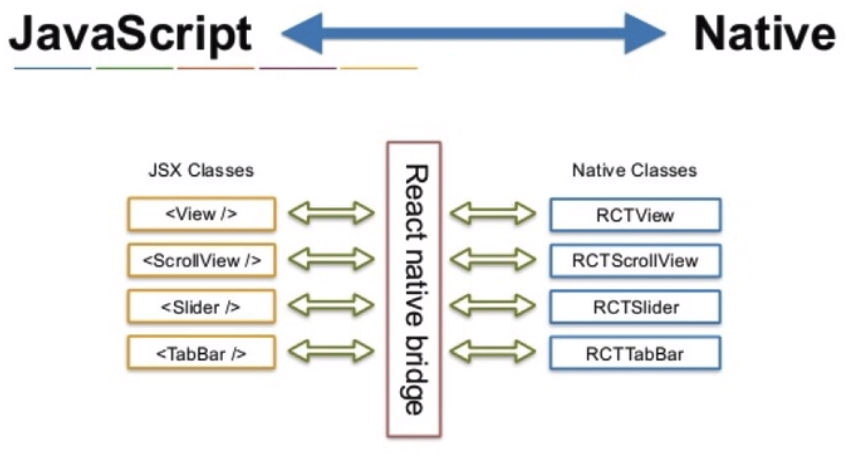 JavaScript
Native
JSX Classes
Native Classes
React native bridge
<View />
RCTView
<ScrollView />
RCTScrollView
<Slider />
RCTSlider
<TabBar />
RCTTabBar